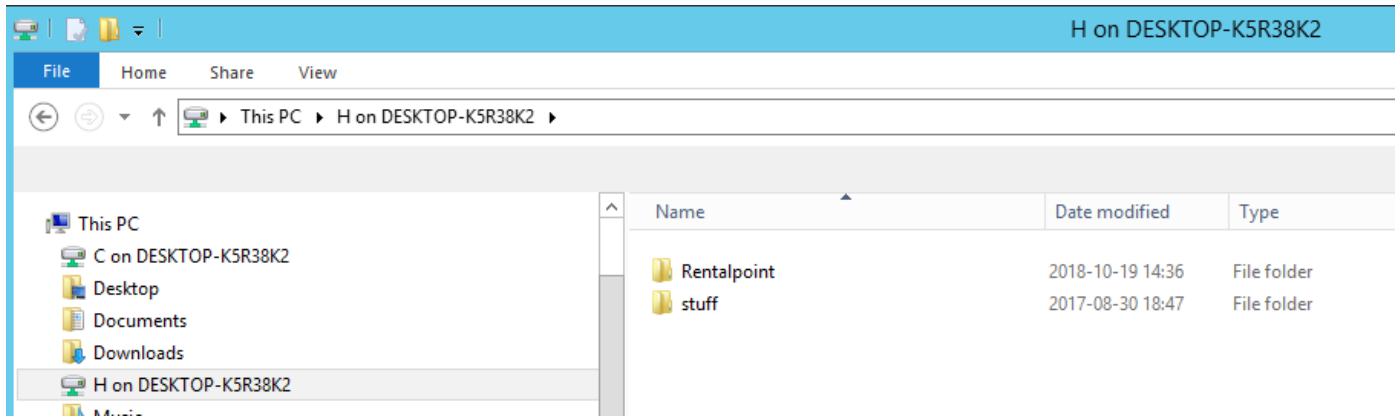 H on DESKTOP-K5R38K2
File Home Share View
This PC H on DESKTOP-K5R38K2
This PC
C on DESKTOP-K5R38K2
Desktop
Documents
Downloads
H on DESKTOP-K5R38K2
Music
Name Date modified Type
Rentalpoint 2018-10-19 14:36 File folder
stuff 2017-08-30 18:47 File folder